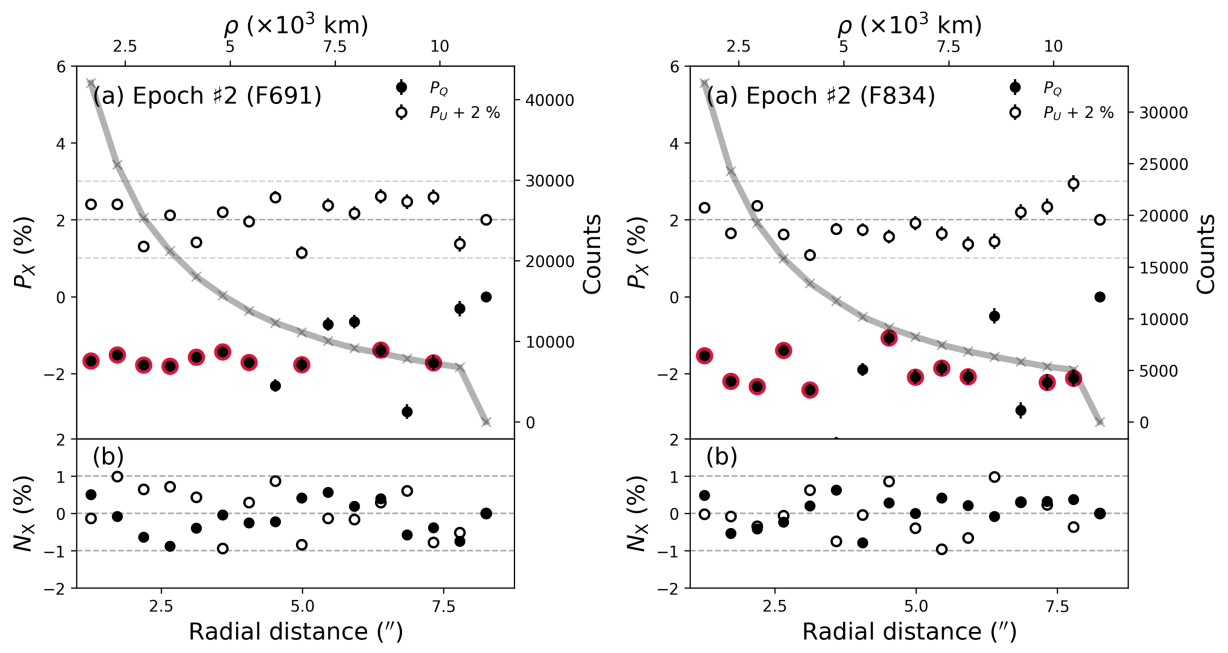 ρ (×10³ km)
2.5 5 7.5 10
(a) Epoch ♯2 (F691)
P_Q
P_U + 2 %
6
4
2
0
−2
P_X (%)
40000
30000
20000
10000
0
Counts
(b)
2
1
0
−1
−2
N_X (%)
2.5 5.0 7.5
Radial distance (″)
ρ (×10³ km)
2.5 5 7.5 10
(a) Epoch ♯2 (F834)
P_Q
P_U + 2 %
6
4
2
0
−2
P_X (%)
30000
25000
20000
15000
10000
5000
0
Counts
(b)
2
1
0
−1
−2
N_X (%)
2.5 5.0 7.5
Radial distance (″)